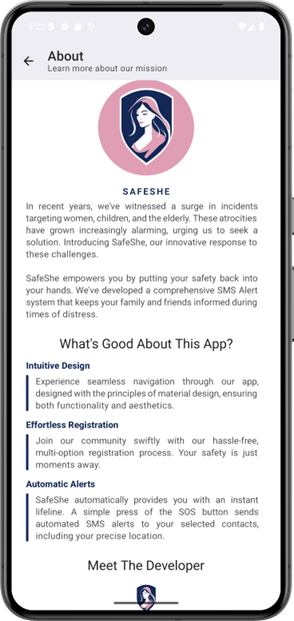 9:22
About
Learn more about our mission
SAFESHE
In recent years, we've witnessed a surge in incidents
targeting women, children, and the elderly. These atrocities
have grown increasingly alarming, urging us to seek a
solution. Introducing SafeShe, our innovative response to
these challenges.
SafeShe empowers you by putting your safety back into
your hands. We've developed a comprehensive SMS Alert
system that keeps your family and friends informed during
times of distress.
What's Good About This App?
Intuitive Design
Experience seamless navigation through our app,
designed with the principles of material design, ensuring
both functionality and aesthetics.
Effortless Registration
Join our community swiftly with our hassle-free,
multi-option registration process. Your safety is just
moments away.
Automatic Alerts
SafeShe automatically provides you with an instant
lifeline. A simple press of the SOS button sends
automated SMS alerts to your selected contacts,
including your precise location.
Meet The Developer